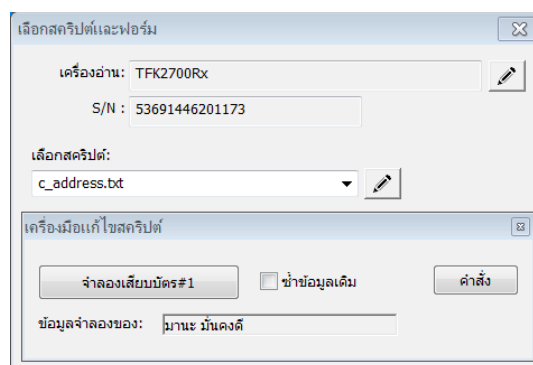 เลือกสคริปต์และฟอร์ม
เครื่องอ่าน: TFK2700Rx
S/N : 53691446201173
เลือกสคริปต์:
c_address.txt
เครื่องมือแก้ไขสคริปต์
จำลองเสียบบัตร#1 ซ้ำข้อมูลเดิม คำสั่ง
ข้อมูลจำลองของ: มานะ มั่นคงดี